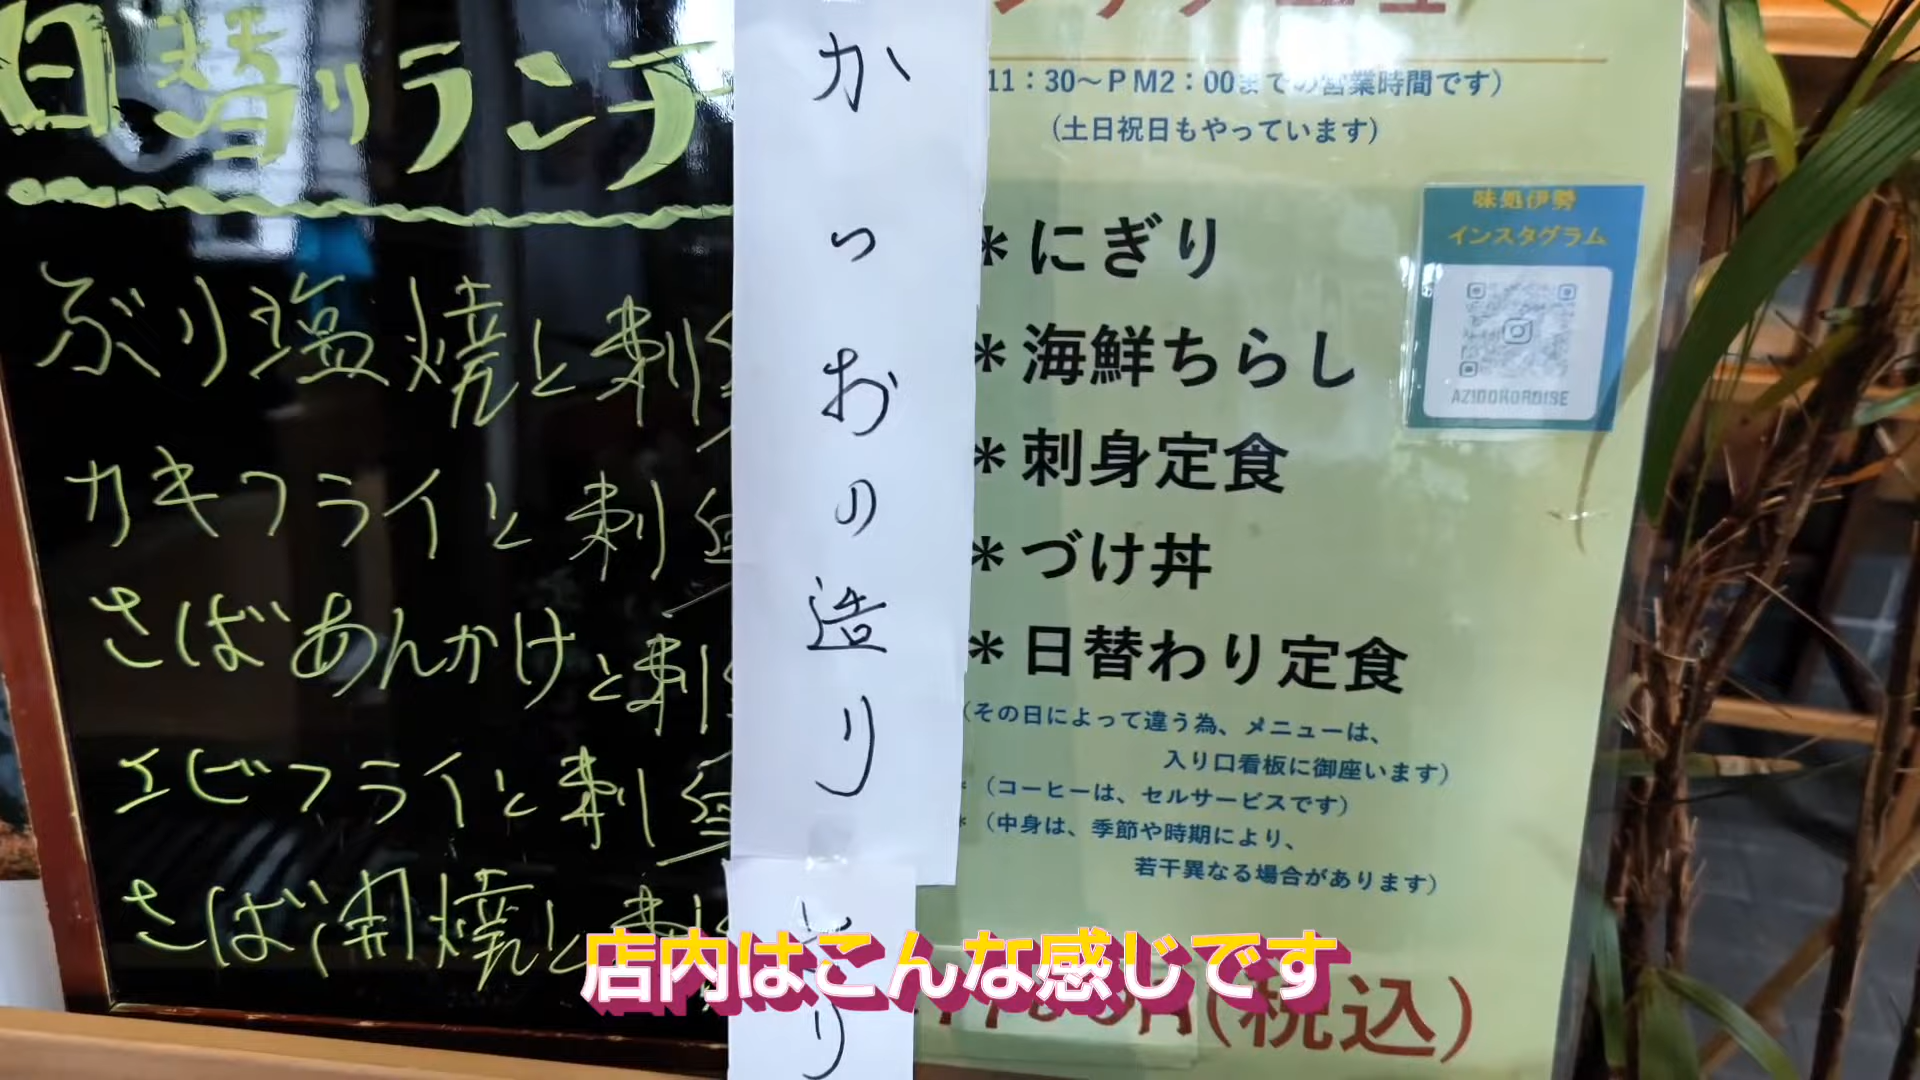 日替りランチ
ぶり塩焼と刺身
カキフライと刺身
さばあんかけと刺
エビフライと刺身
さば開焼と刺
かつおの造り
11：30～ＰＭ2：00までの営業時間です）
（土日祝日もやっています）
味処伊勢
インスタグラム
AZIDOKOROISE
＊にぎり
＊海鮮ちらし
＊刺身定食
＊づけ丼
＊日替わり定食
（その日によって違う為、メニューは、
入り口看板に御座います）
＊（コーヒーは、セルサービスです）
＊（中身は、季節や時期により、
若干異なる場合があります）
(税込)
店内はこんな感じです